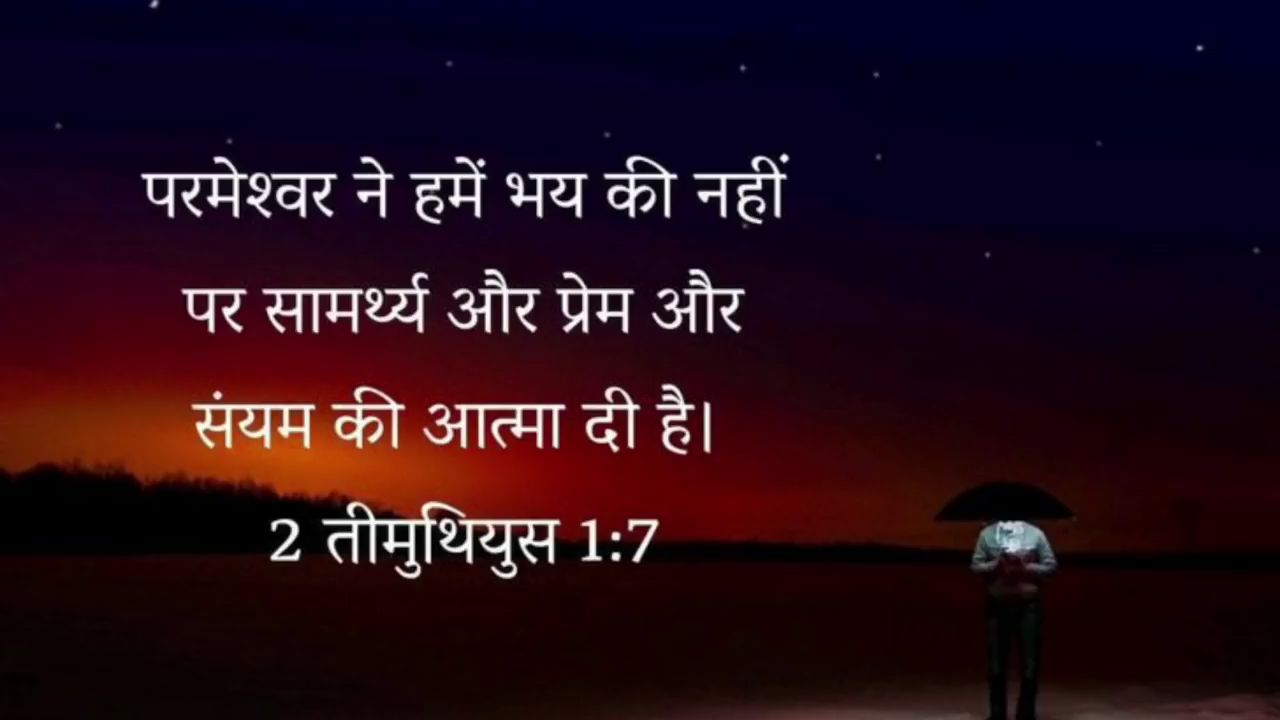 परमेश्वर ने हमें भय की नहीं
पर सामर्थ्य और प्रेम और
संयम की आत्मा दी है।
2 तीमुथियुस 1:7